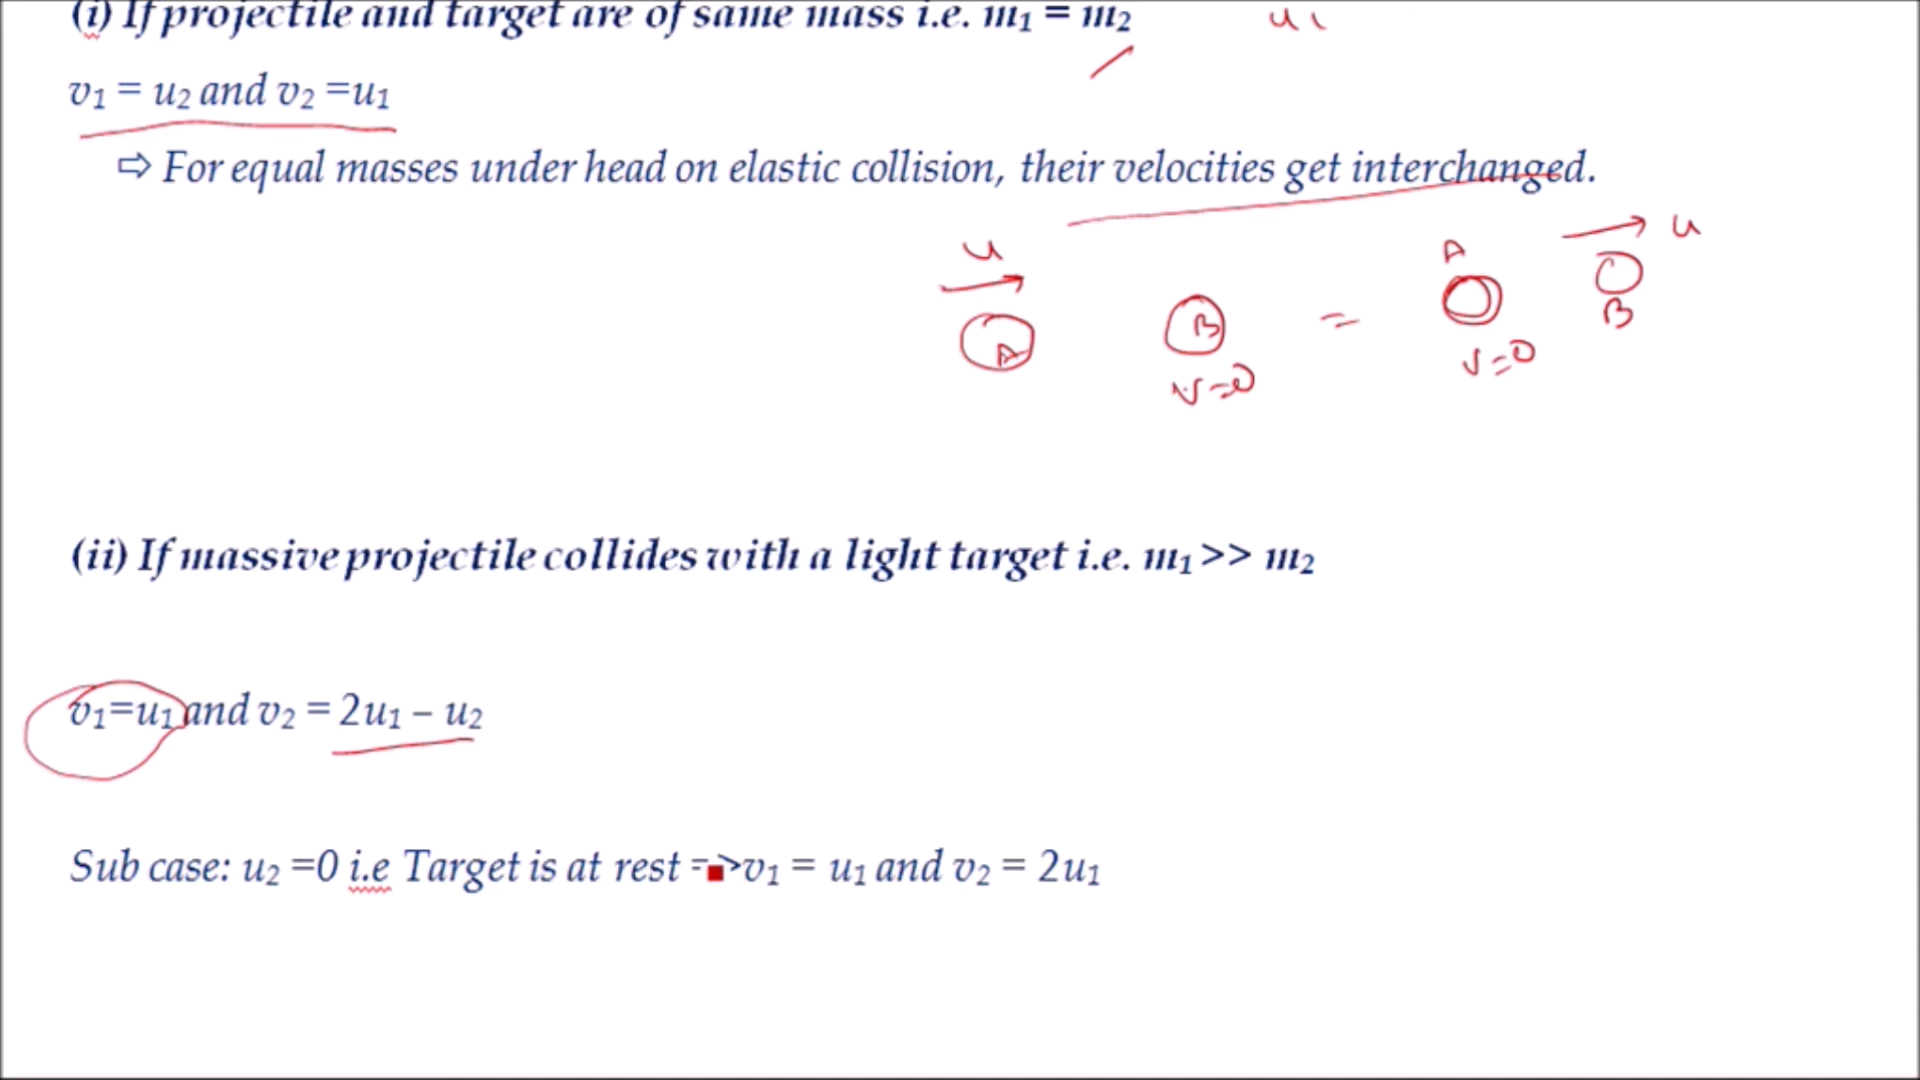 (i) If projectile and target are of same mass i.e. m₁ = m₂
u₁
v₁ = u₂ and v₂ =u₁
⇨ For equal masses under head on elastic collision, their velocities get interchanged.
u A u
A B = B
v=0 v=0
(ii) If massive projectile collides with a light target i.e. m₁ >> m₂
v₁=u₁ and v₂ = 2u₁ – u₂
Sub case: u₂ =0 i.e Target is at rest =>v₁ = u₁ and v₂ = 2u₁